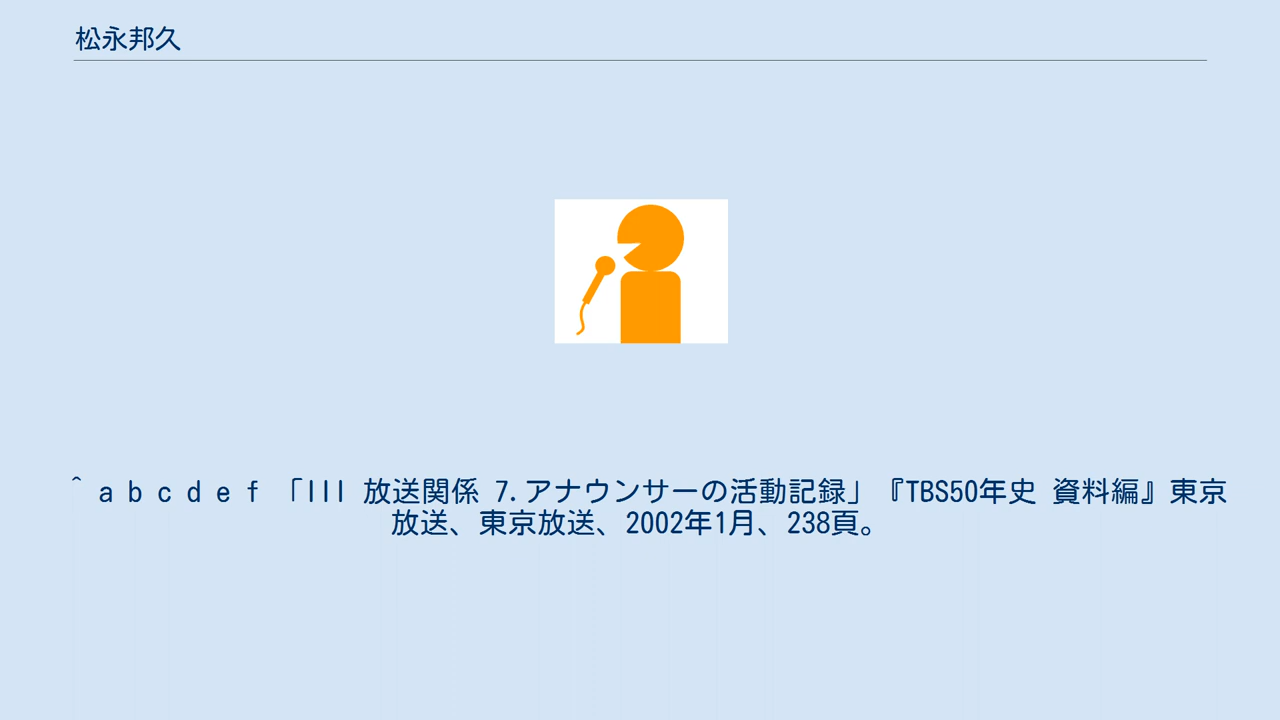 松永邦久
^ a b c d e f 「III 放送関係 7.アナウンサーの活動記録」『TBS50年史 資料編』東京
放送、東京放送、2002年1月、238頁。